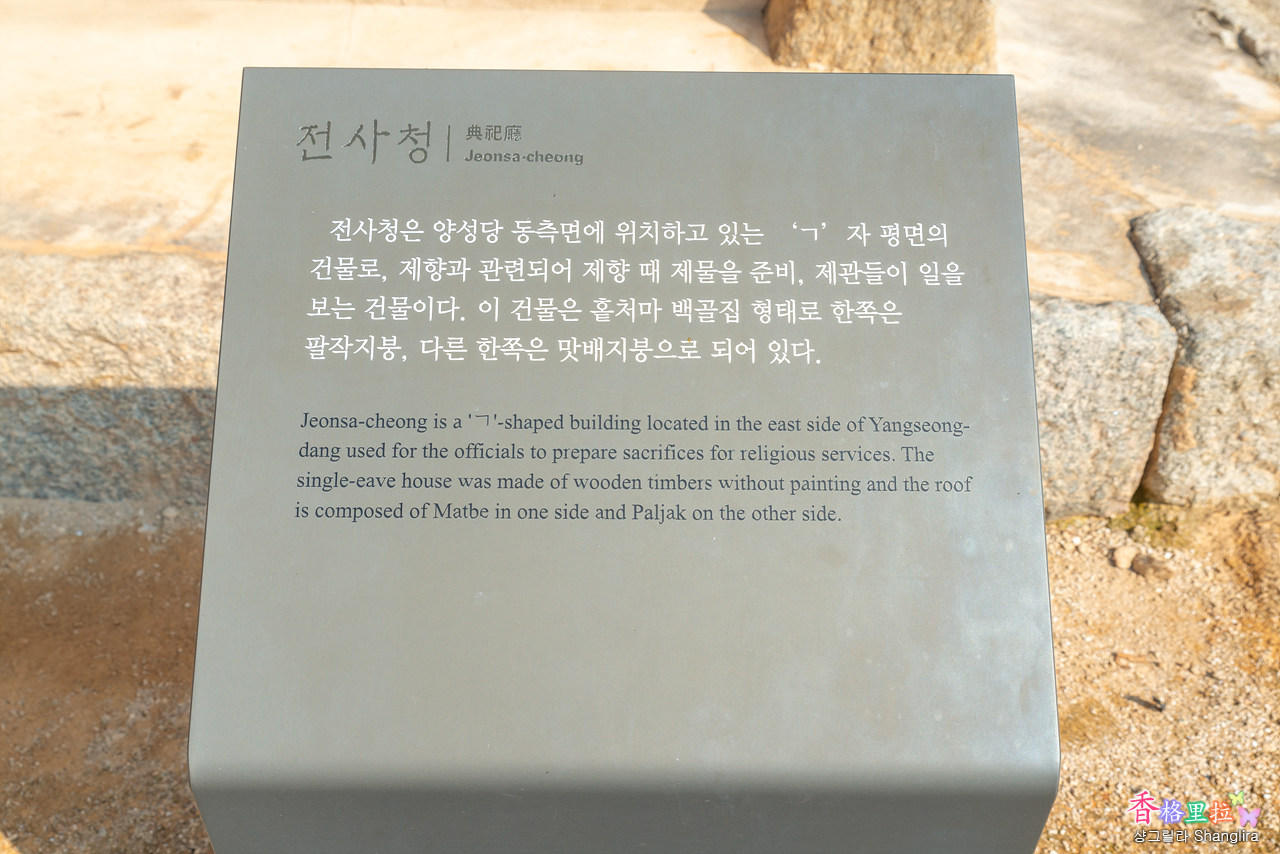 전사청 | 典祀廳
Jeonsa-cheong
전사청은 양성당 동측면에 위치하고 있는 ‘ㄱ’ 자 평면의
건물로, 제향과 관련되어 제향 때 제물을 준비, 제관들이 일을
보는 건물이다. 이 건물은 홑처마 백골집 형태로 한쪽은
팔작지붕, 다른 한쪽은 맛배지붕으로 되어 있다.
Jeonsa-cheong is a 'ㄱ'-shaped building located in the east side of Yangseong-
dang used for the officials to prepare sacrifices for religious services. The
single-eave house was made of wooden timbers without painting and the roof
is composed of Matbe in one side and Paljak on the other side.
香格里拉
샹그릴라 Shanglira